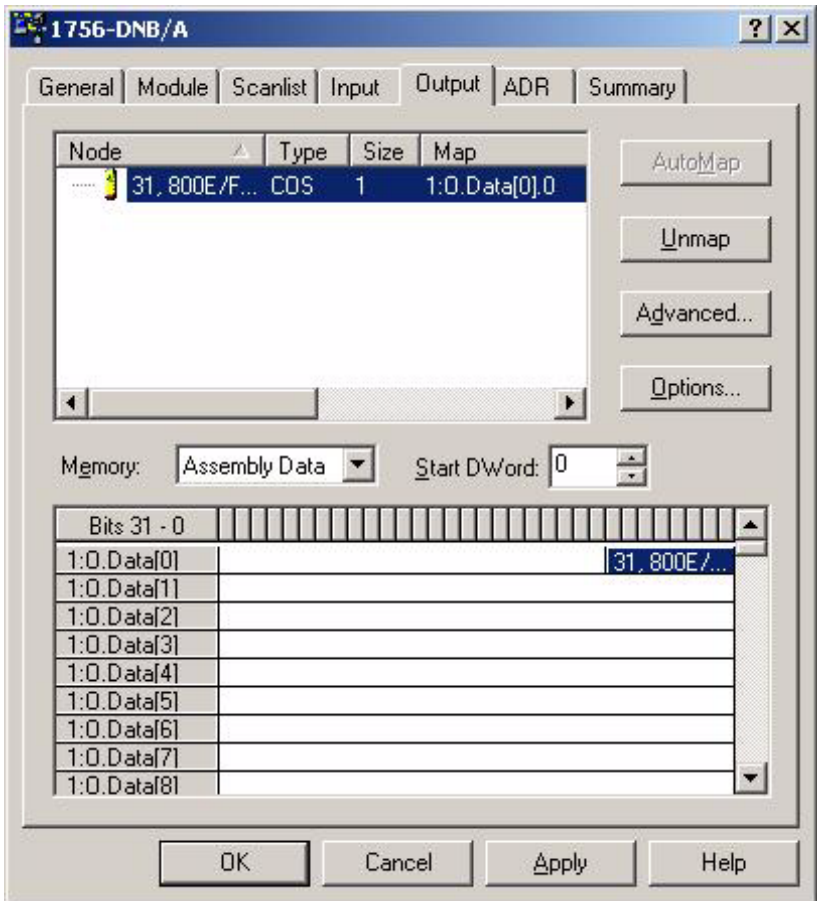 1756-DNB/A
General Module Scanlist Input Output ADR Summary
Node Type Size Map
31, 800E/F... COS 1 1:O.Data[0].0
AutoMap
Unmap
Advanced...
Options...
Memory: Assembly Data Start DWord: 0
Bits 31 - 0
1:O.Data[0] 31, 800E/...
1:O.Data[1]
1:O.Data[2]
1:O.Data[3]
1:O.Data[4]
1:O.Data[5]
1:O.Data[6]
1:O.Data[7]
1:O.Data[8]
OK Cancel Apply Help